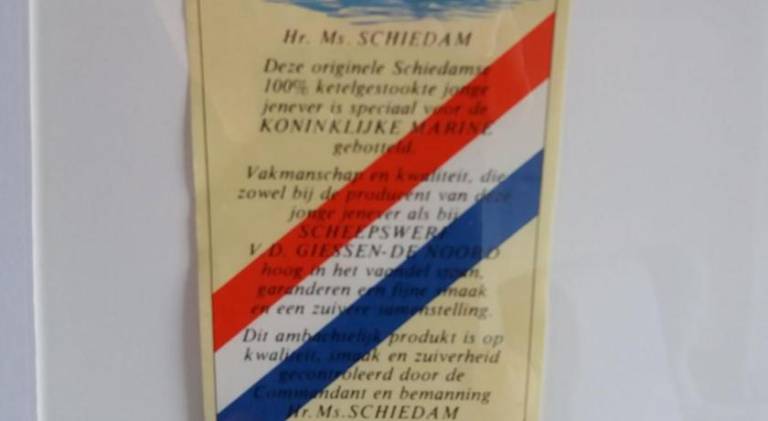 Hr. Ms. SCHIEDAM
Deze originele Schiedamse
100% ketelgestookte jonge
jenever is speciaal voor de
KONINKLIJKE MARINE
gebotteld.
Vakmanschap en kwaliteit, die
zowel bij de producent van deze
jonge jenever als bij
SCHEEPSWERF
V.D. GIESSEN-DE NOORD
hoog in het vaandel staan,
garanderen een fijne smaak
en een zuivere samenstelling.
Dit ambachtelijk produkt is op
kwaliteit, smaak en zuiverheid
gecontroleerd door de
Commandant en bemanning
Hr. Ms. SCHIEDAM